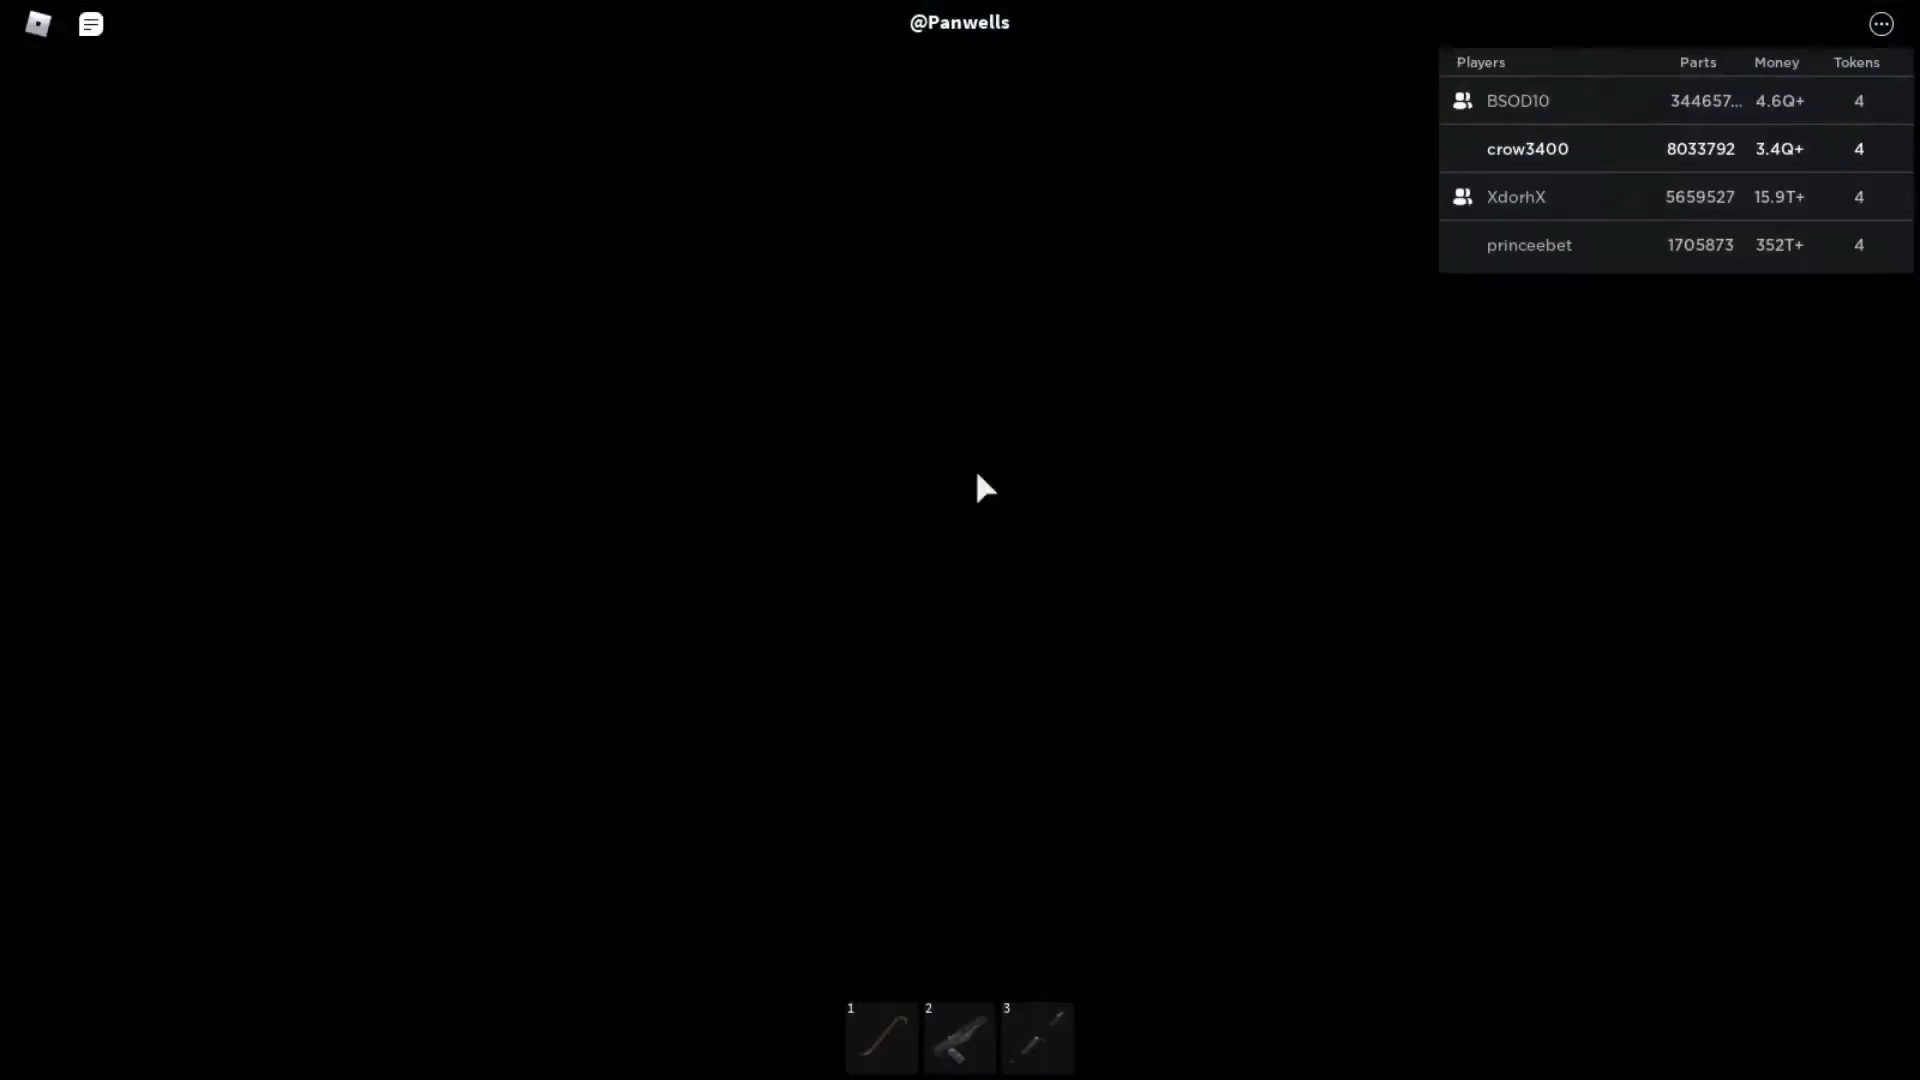 @Panwells
Players Parts Money Tokens
BSOD10 344657... 4.6Q+ 4
crow3400 8033792 3.4Q+ 4
XdorhX 5659527 15.9T+ 4
princeebet 1705873 352T+ 4
1 2 3